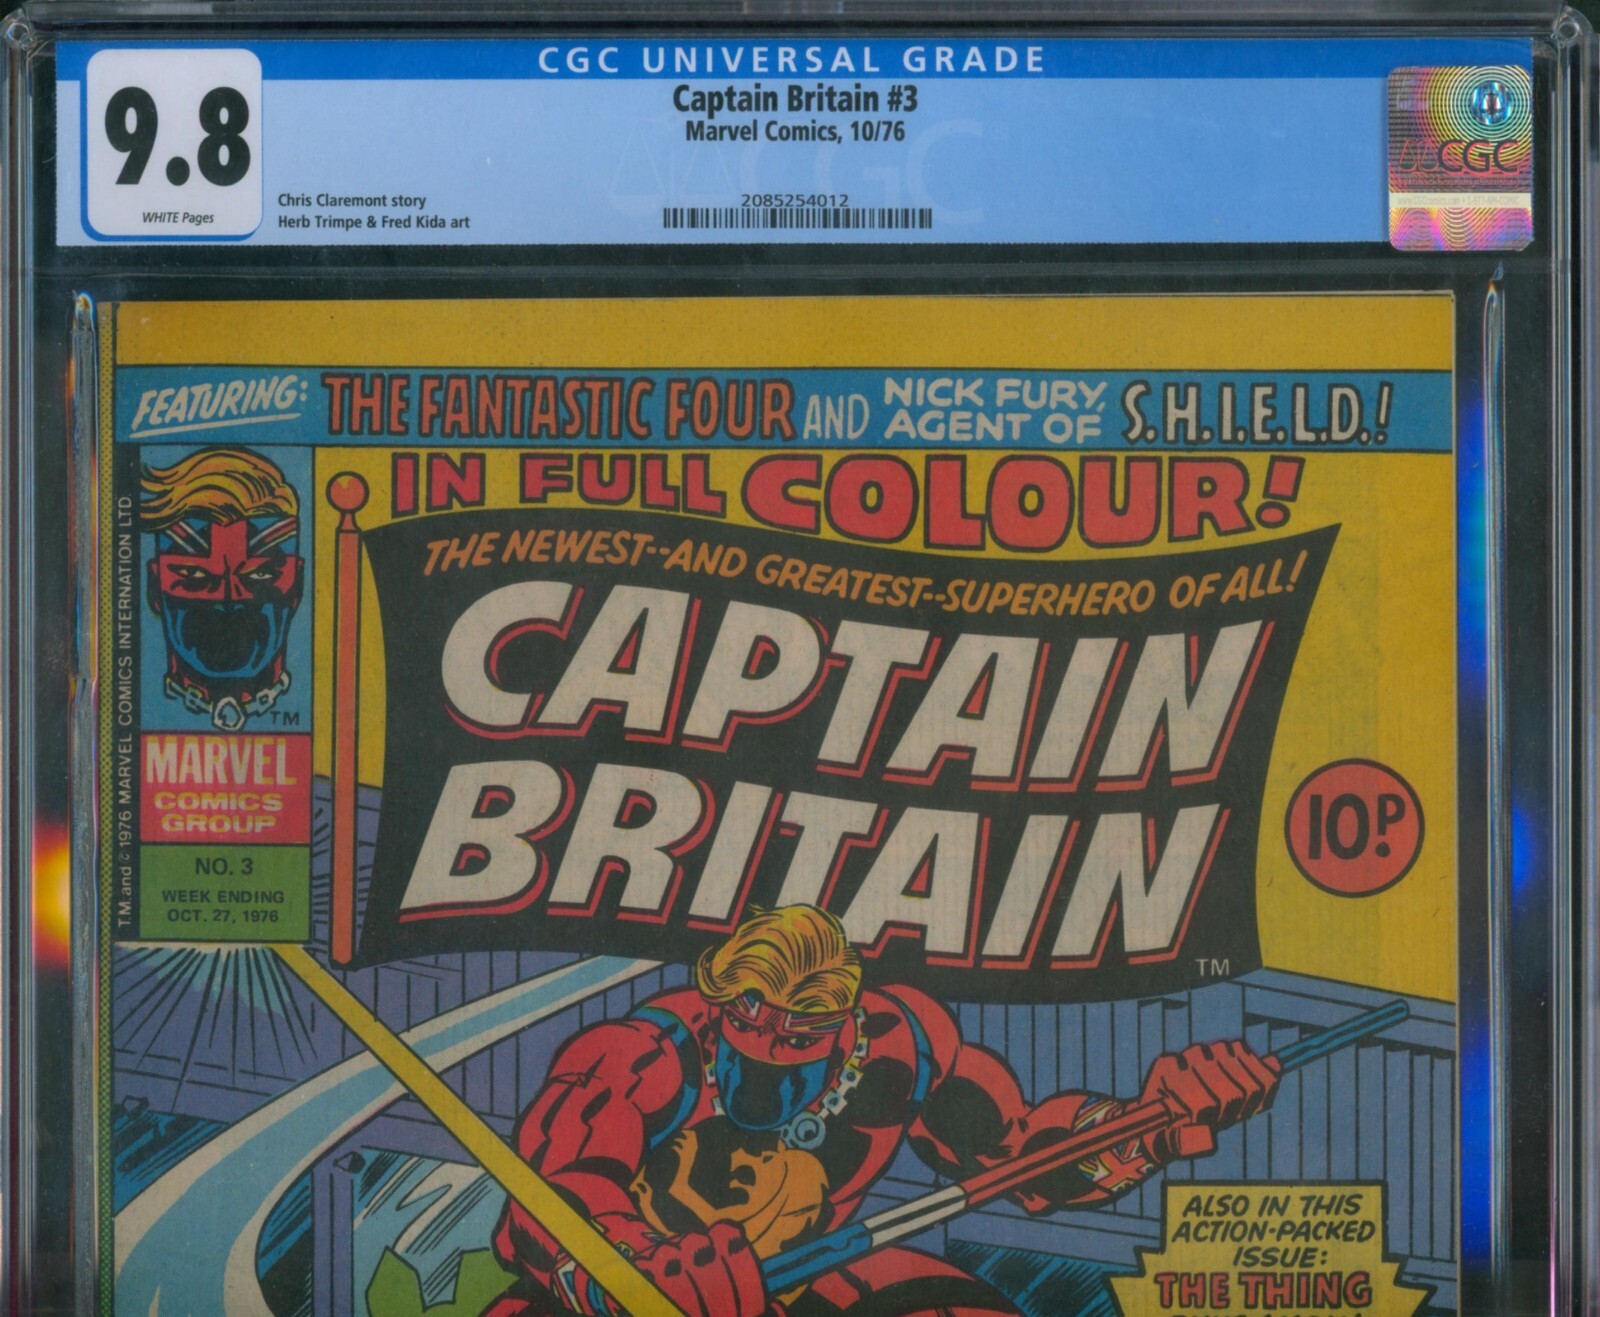 CGC UNIVERSAL GRADE
9.8
WHITE Pages
Captain Britain #3
Marvel Comics, 10/76
Chris Claremont story
Herb Trimpe & Fred Kida art
2085254012
CGC
FEATURING: THE FANTASTIC FOUR AND NICK FURY, AGENT OF S.H.I.E.L.D.!
IN FULL COLOUR!
THE NEWEST--AND GREATEST--SUPERHERO OF ALL!
CAPTAIN
BRITAIN
TM
10P
T.M. and © 1976 MARVEL COMICS INTERNATION LTD
TM
MARVEL
COMICS
GROUP
NO. 3
WEEK ENDING
OCT. 27, 1976
ALSO IN THIS
ACTION-PACKED
ISSUE:
THE THING